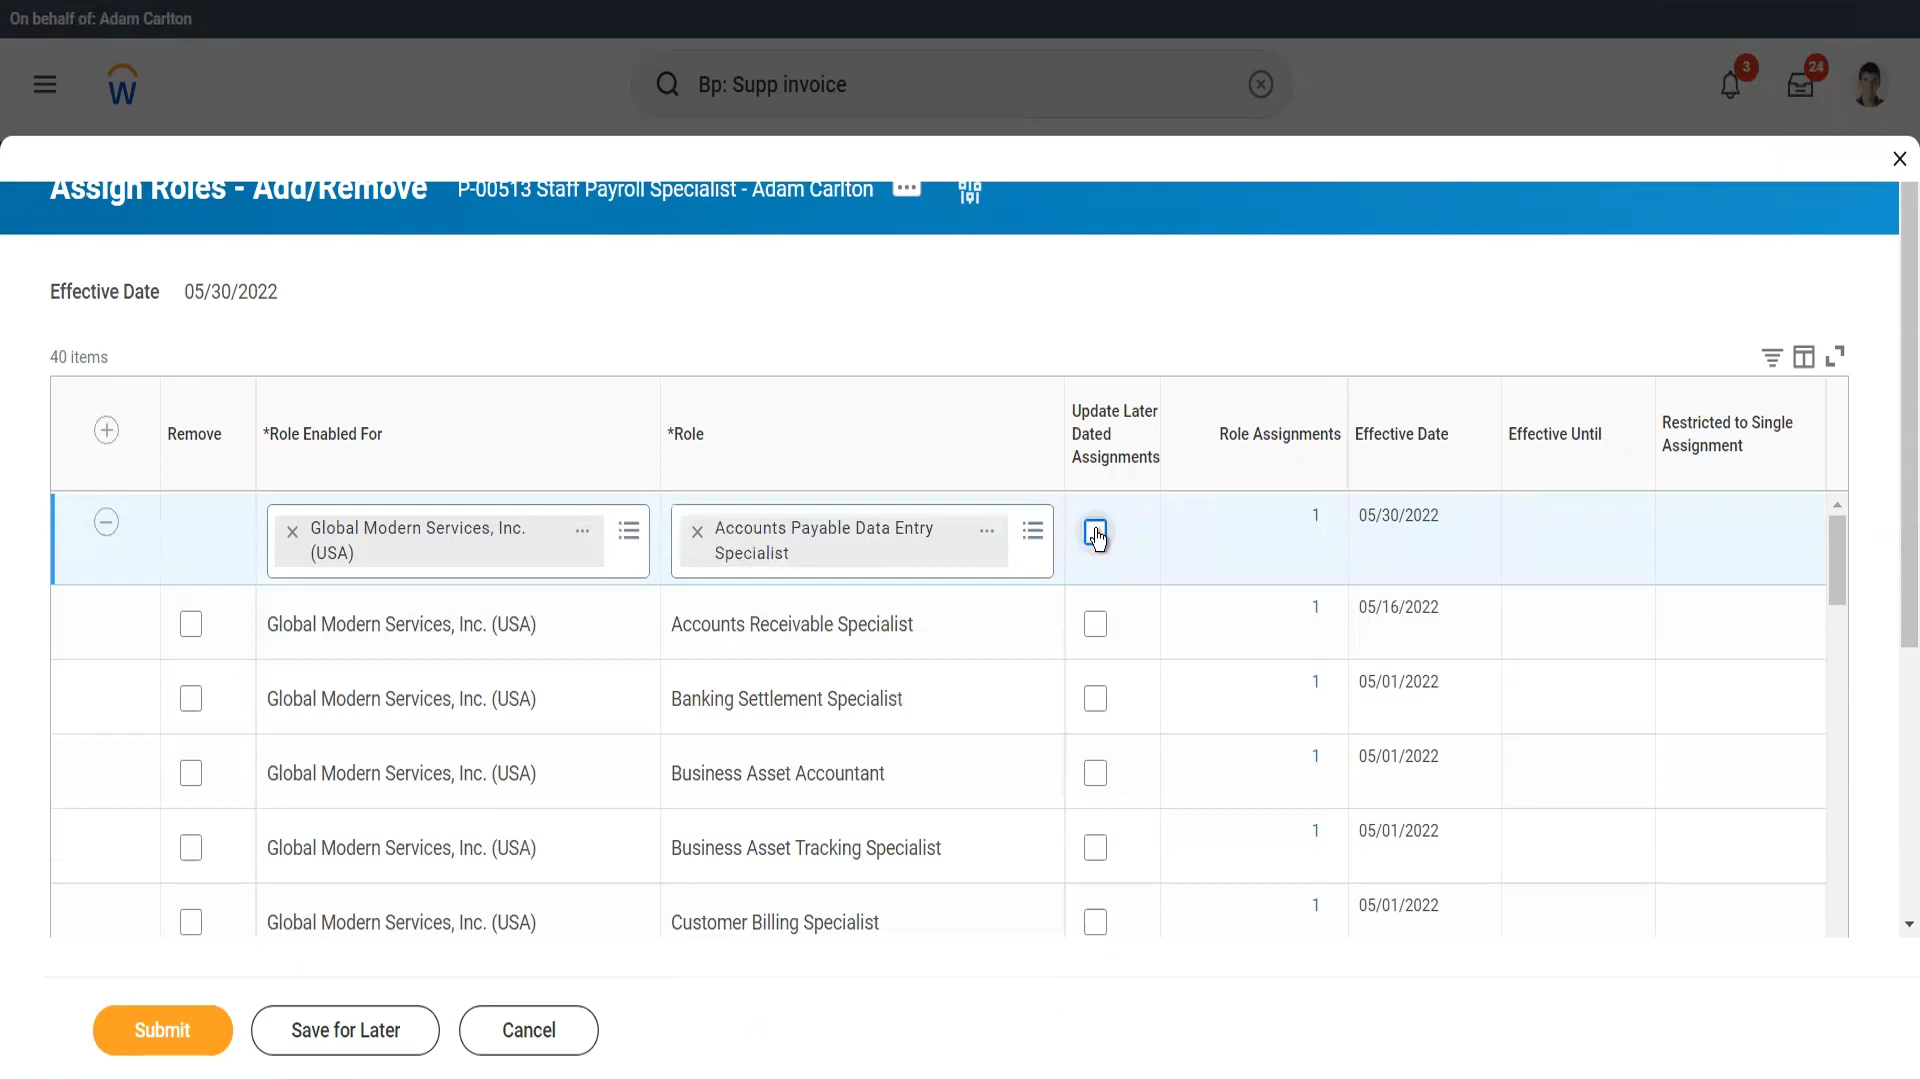 On behalf of: Adam Carlton
W
Bp: Supp invoice
3
24
Assign Roles - Add/Remove P-00513 Staff Payroll Specialist - Adam Carlton
Effective Date 05/30/2022
40 items
Remove
*Role Enabled For
*Role
Update Later
Dated
Assignments
Role Assignments
Effective Date
Effective Until
Restricted to Single
Assignment
Global Modern Services, Inc.
(USA)
Accounts Payable Data Entry
Specialist
1
05/30/2022
Global Modern Services, Inc. (USA) Accounts Receivable Specialist 1 05/16/2022
Global Modern Services, Inc. (USA) Banking Settlement Specialist 1 05/01/2022
Global Modern Services, Inc. (USA) Business Asset Accountant 1 05/01/2022
Global Modern Services, Inc. (USA) Business Asset Tracking Specialist 1 05/01/2022
Global Modern Services, Inc. (USA) Customer Billing Specialist 1 05/01/2022
Submit Save for Later Cancel